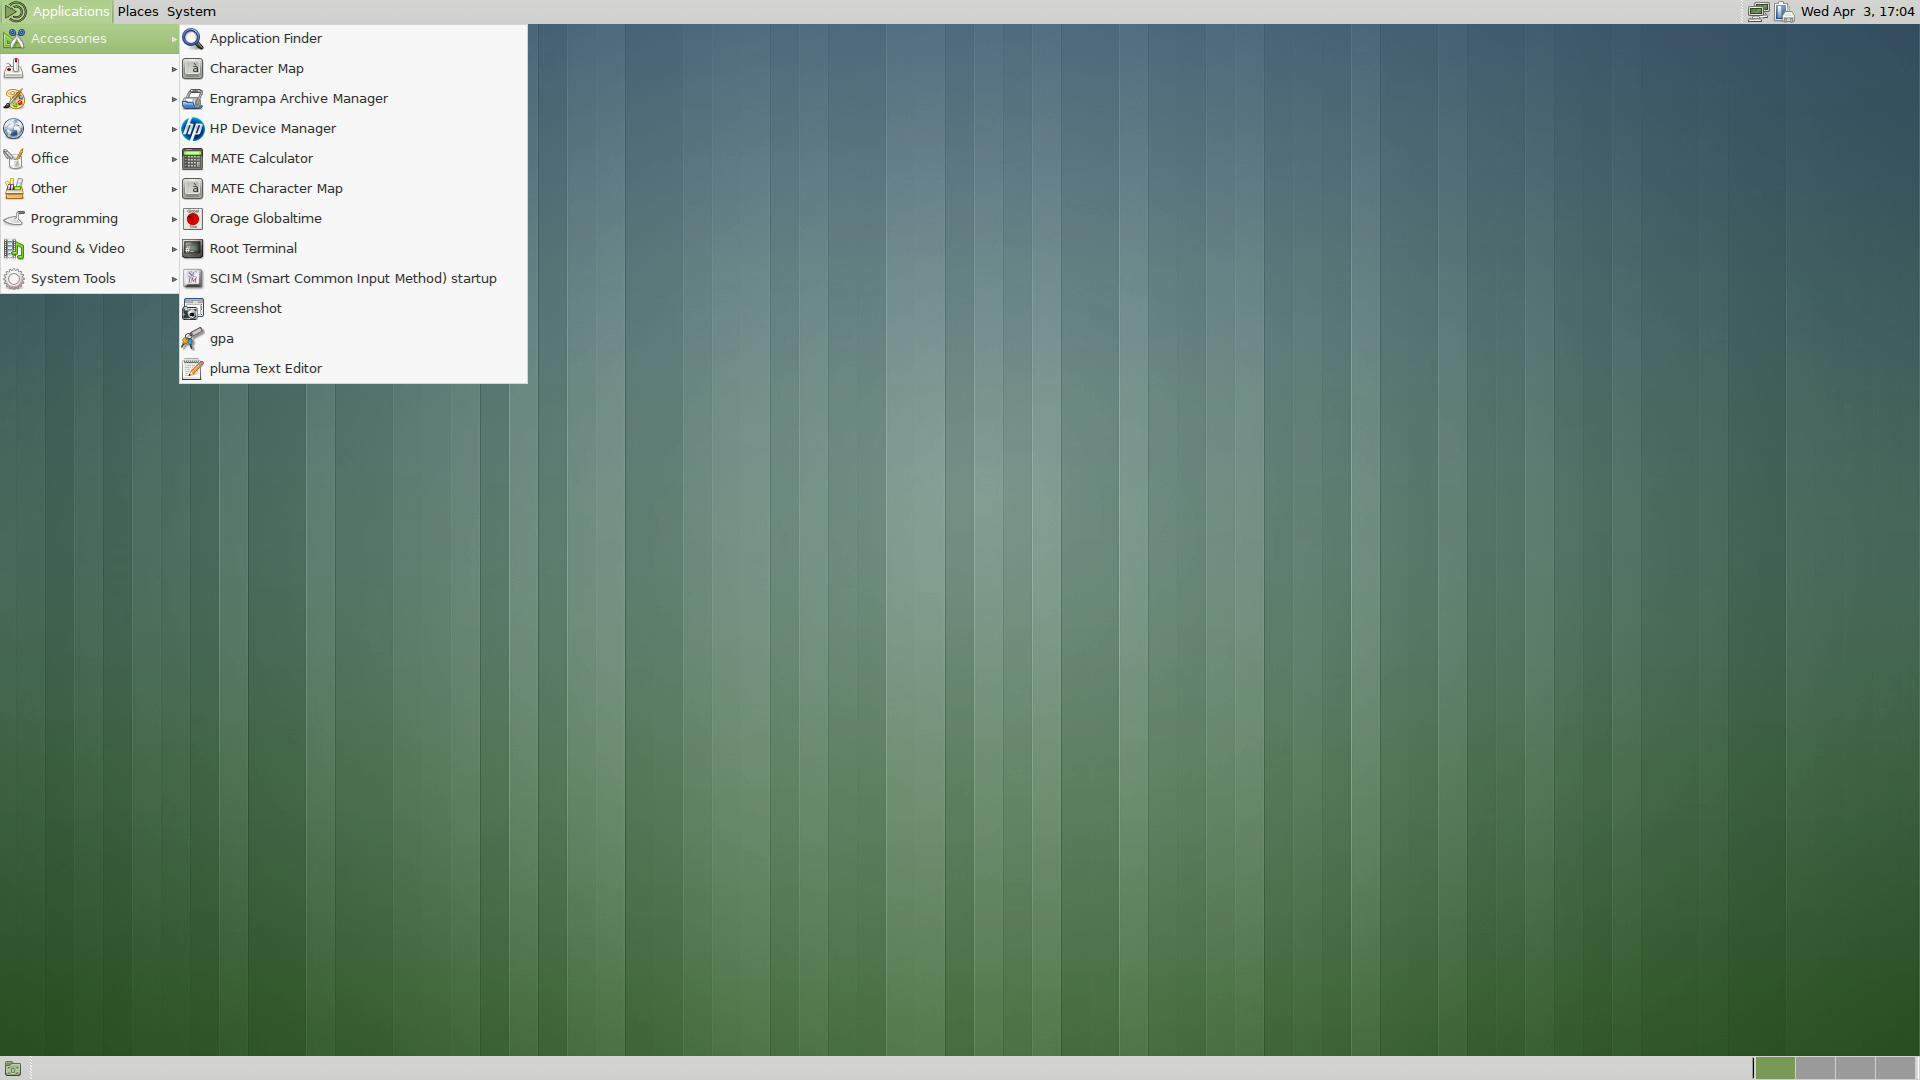 Applications Places System Wed Apr  3, 17:04
Accessories
Games
Graphics
Internet
Office
Other
Programming
Sound & Video
System Tools
Application Finder
Character Map
Engrampa Archive Manager
HP Device Manager
MATE Calculator
MATE Character Map
Orage Globaltime
Root Terminal
SCIM (Smart Common Input Method) startup
Screenshot
gpa
pluma Text Editor